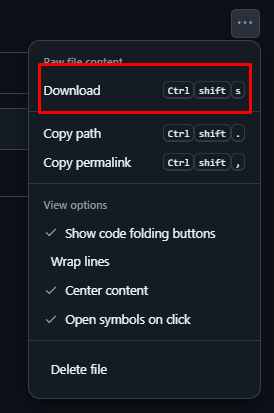 ...
Raw file content
Download Ctrl shift s
Copy path Ctrl shift .
Copy permalink Ctrl shift ,
View options
Show code folding buttons
Wrap lines
Center content
Open symbols on click
Delete file